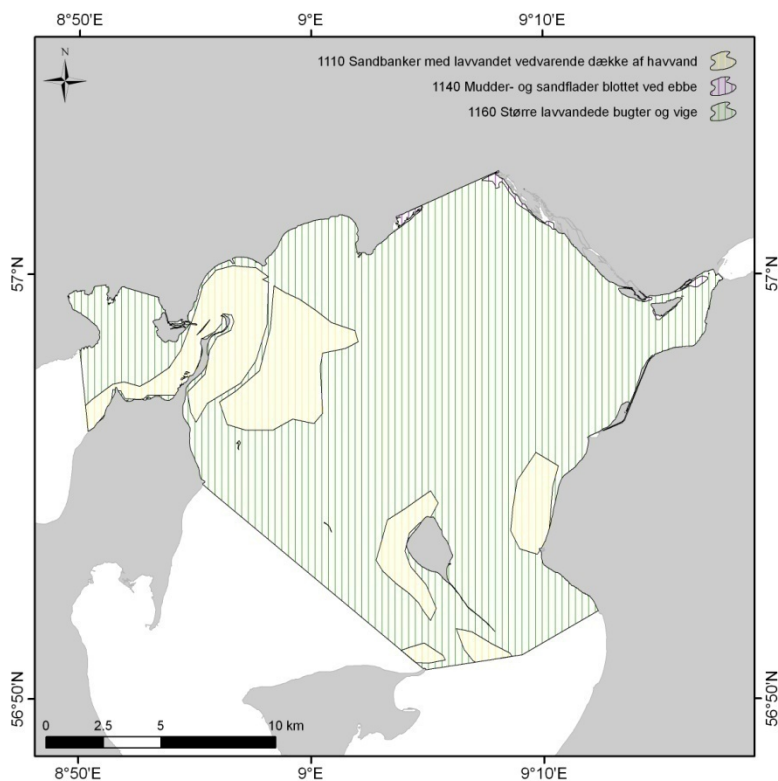 8°50'E 9°E 9°10'E
N
1110 Sandbanker med lavvandet vedvarende dække af havvand
1140 Mudder- og sandflader blottet ved ebbe
1160 Større lavvandede bugter og vige
57°N 57°N
56°50'N 56°50'N
0 2.5 5 10 km
8°50'E 9°E 9°10'E